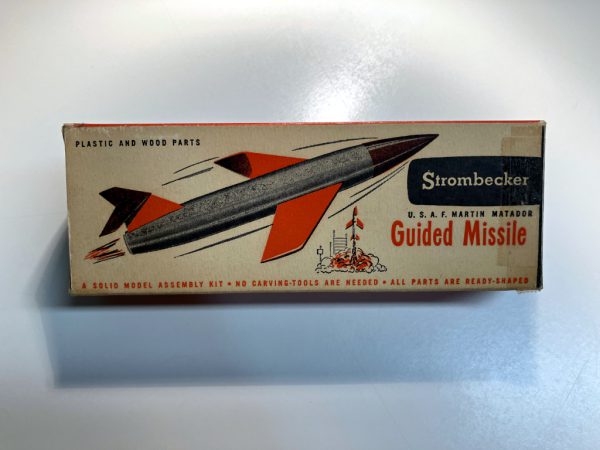 PLASTIC AND WOOD PARTS
Strombecker
U. S. A. F. MARTIN MATADOR
Guided Missile
A SOLID MODEL ASSEMBLY KIT • NO CARVING-TOOLS ARE NEEDED • ALL PARTS ARE READY-SHAPED